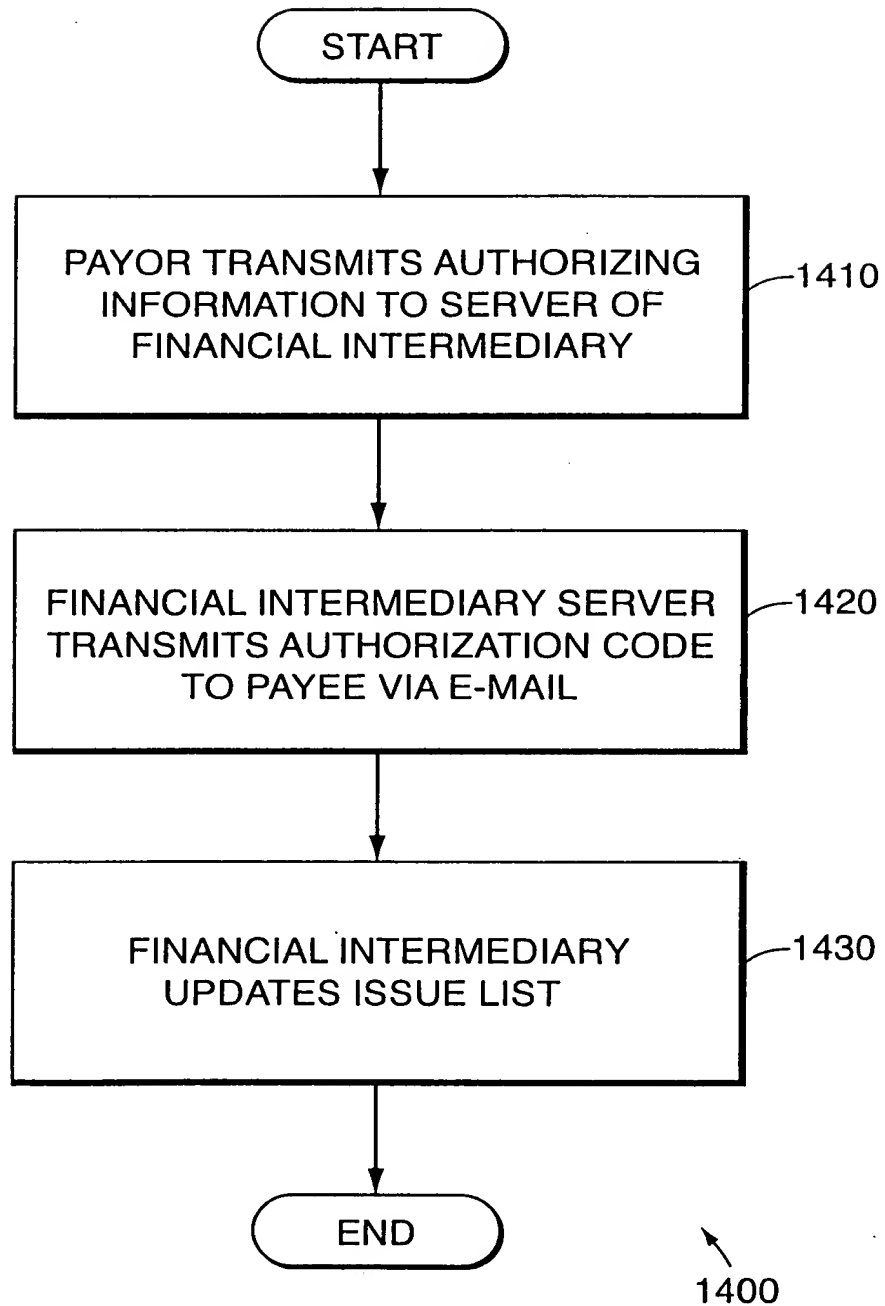 START
PAYOR TRANSMITS AUTHORIZING
INFORMATION TO SERVER OF
FINANCIAL INTERMEDIARY
1410
FINANCIAL INTERMEDIARY SERVER
TRANSMITS AUTHORIZATION CODE
TO PAYEE VIA E-MAIL
1420
FINANCIAL INTERMEDIARY
UPDATES ISSUE LIST
1430
END
1400